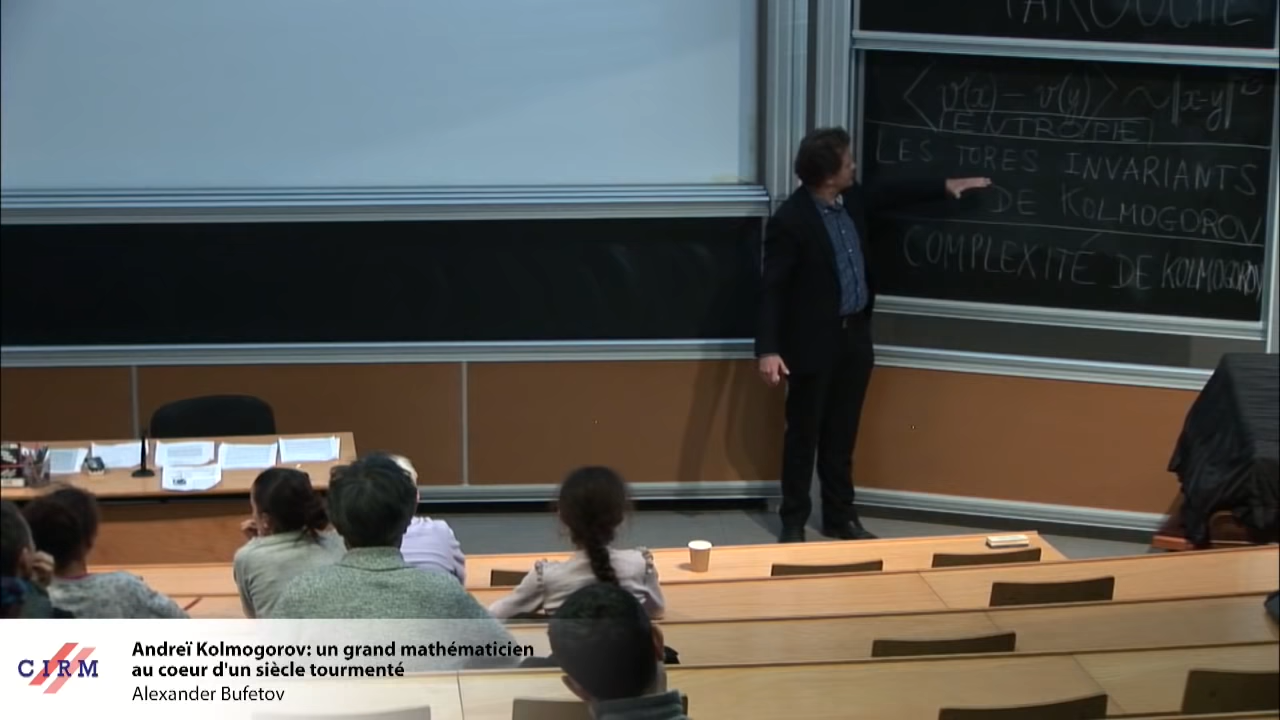 ⟨v(x) − v(y)⟩ ~ |x-y|
ENTROPIE
LES TORES INVARIANTS
DE KOLMOGOROV
COMPLEXITÉ DE KOLMOGOROV
CIRM
Andreï Kolmogorov: un grand mathématicien
au coeur d'un siècle tourmenté
Alexander Bufetov